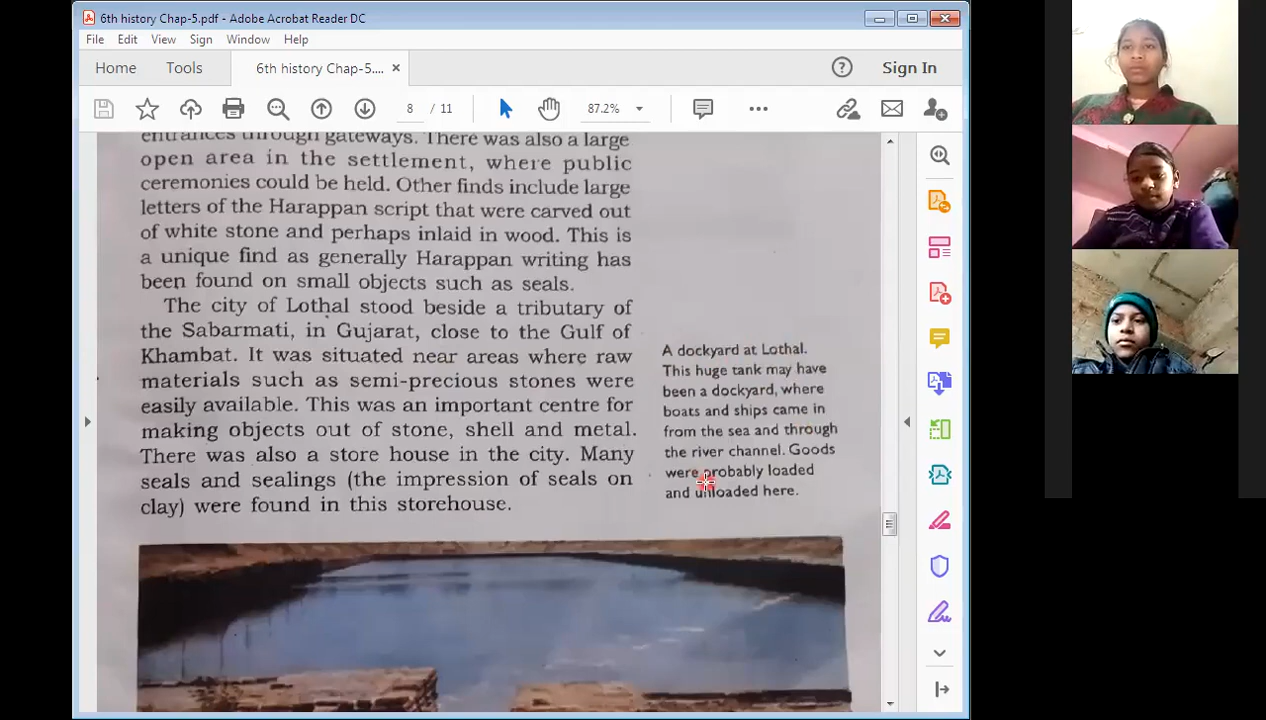 6th history Chap-5.pdf - Adobe Acrobat Reader DC
File Edit View Sign Window Help
Home Tools 6th history Chap-5.... × Sign In
8 / 11 87.2%
entrances through gateways. There was also a large
open area in the settlement, where public
ceremonies could be held. Other finds include large
letters of the Harappan script that were carved out
of white stone and perhaps inlaid in wood. This is
a unique find as generally Harappan writing has
been found on small objects such as seals.
The city of Lothal stood beside a tributary of
the Sabarmati, in Gujarat, close to the Gulf of
Khambat. It was situated near areas where raw
materials such as semi-precious stones were
easily available. This was an important centre for
making objects out of stone, shell and metal.
There was also a store house in the city. Many
seals and sealings (the impression of seals on
clay) were found in this storehouse.
A dockyard at Lothal.
This huge tank may have
been a dockyard, where
boats and ships came in
from the sea and through
the river channel. Goods
were probably loaded
and unloaded here.